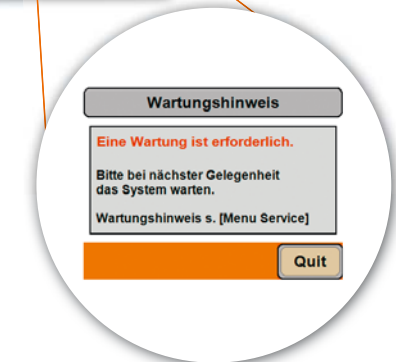 Wartungshinweis
Eine Wartung ist erforderlich.
Bitte bei nächster Gelegenheit
das System warten.
Wartungshinweis s. [Menu Service]
Quit